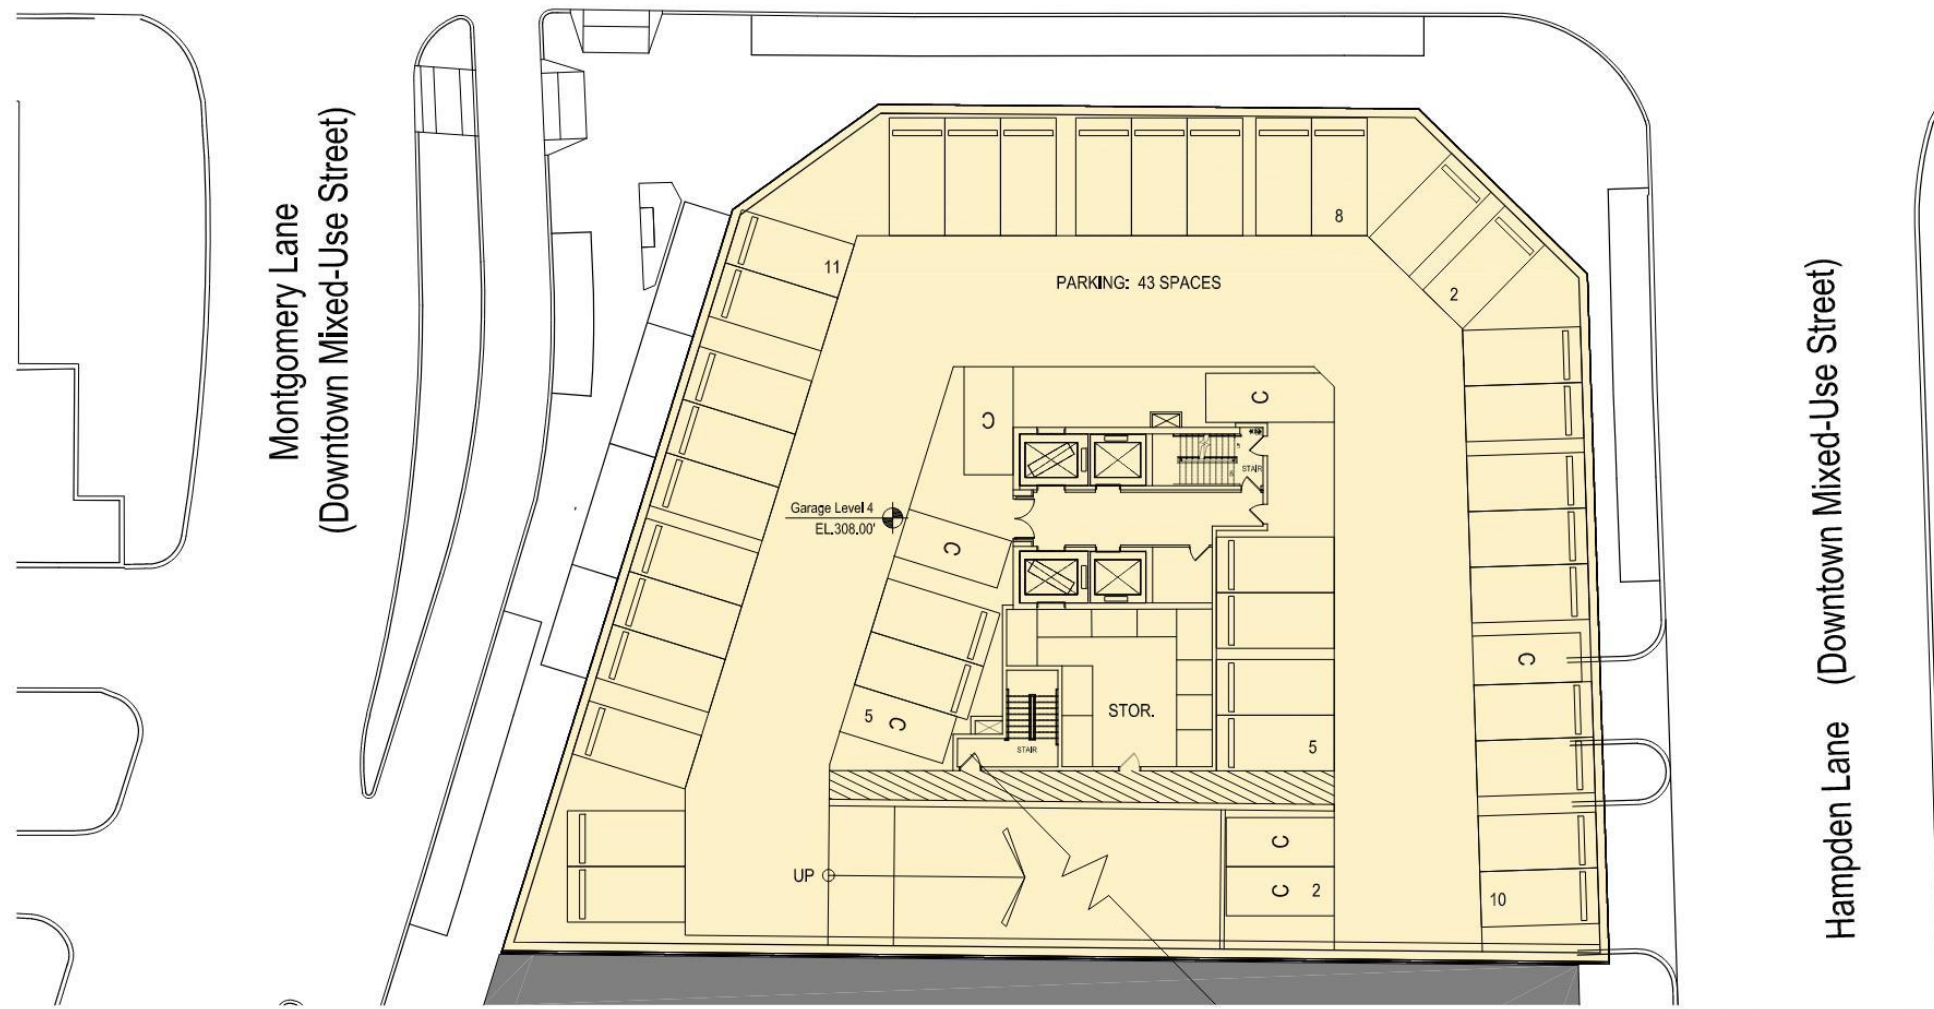 Montgomery Lane
(Downtown Mixed-Use Street)
8
11
PARKING: 43 SPACES
2
C
C
STAIR
Garage Level 4
EL.308.00'
C
C
5 C
STOR.
STAIR
5
UP
C
C 2
10
Hampden Lane (Downtown Mixed-Use Street)